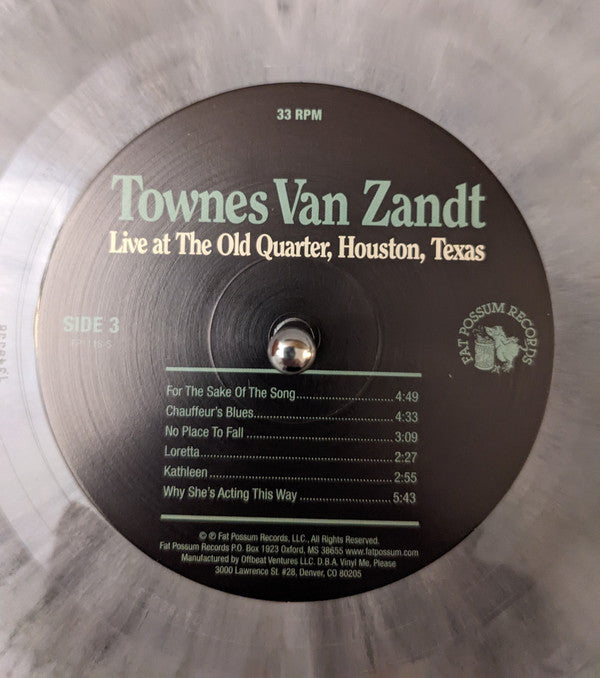 33 RPM
Townes Van Zandt
Live at The Old Quarter, Houston, Texas
SIDE 3
FAT POSSUM RECORDS
For The Sake Of The Song 4:49
Chauffeur's Blues 4:33
No Place To Fall 3:09
Loretta 2:27
Kathleen 2:55
Why She's Acting This Way 5:43
© ℗ Fat Possum Records, LLC., All Rights Reserved.
Fat Possum Records P.O. Box 1923 Oxford, MS 38655 www.fatpossum.com
Manufactured by Offbeat Ventures LLC. D.B.A. Vinyl Me, Please
3000 Lawrence St. #28, Denver, CO 80205